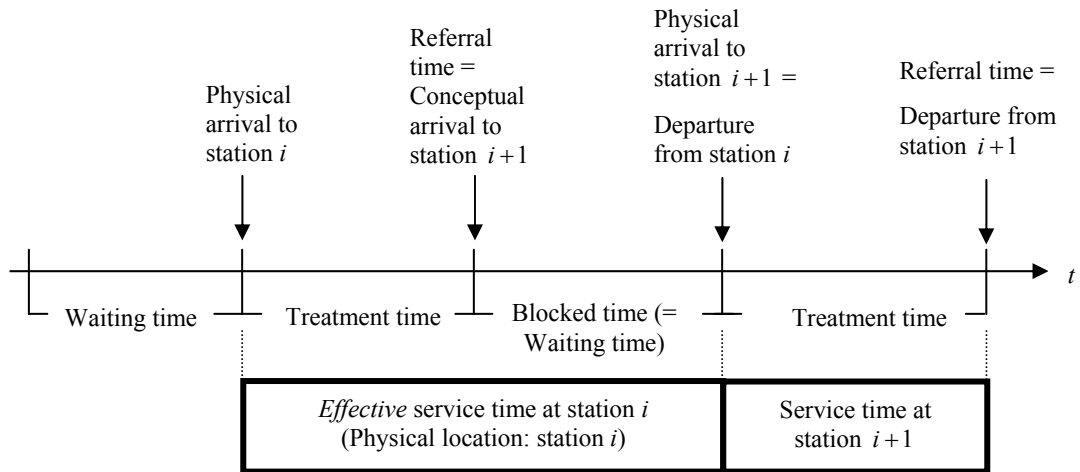 Physical
arrival to
station i
Referral
time =
Conceptual
arrival to
station i+1
Physical
arrival to
station i+1 =
Departure
from station i
Referral time =
Departure from
station i+1
t
Waiting time
Treatment time
Blocked time (=
Waiting time)
Treatment time
Effective service time at station i
(Physical location: station i)
Service time at
station i+1